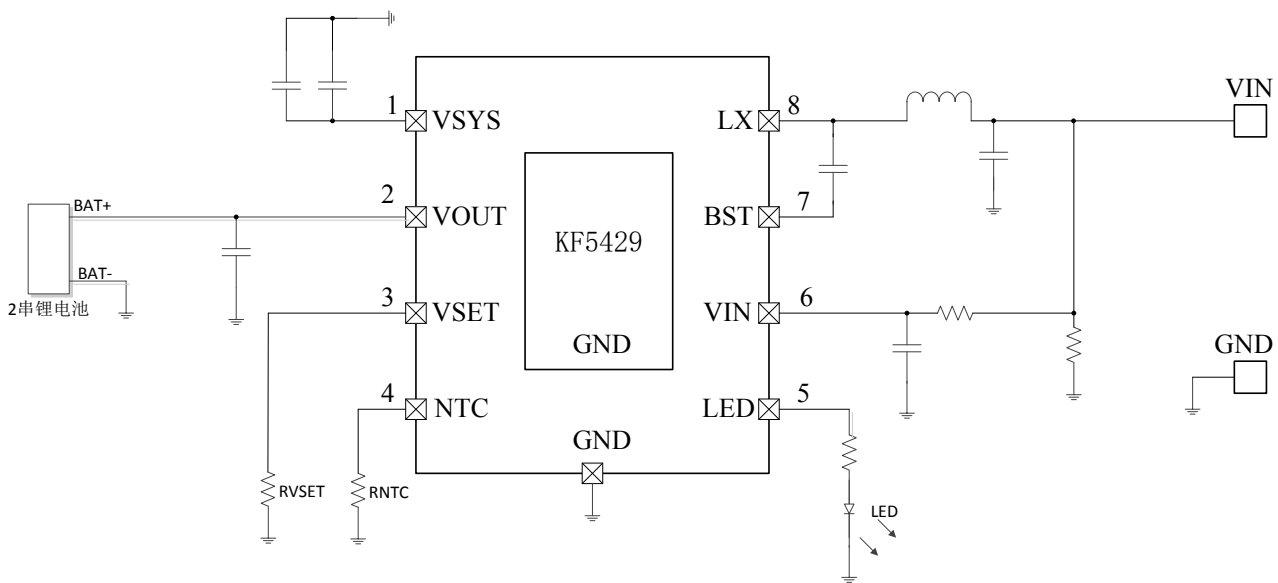 VIN
1
VSYS
LX
8
BAT+
2
VOUT
BST
7
KF5429
BAT-
2串锂电池
3
VSET
VIN
6
GND
GND
4
NTC
LED
5
GND
RVSET
RNTC
LED